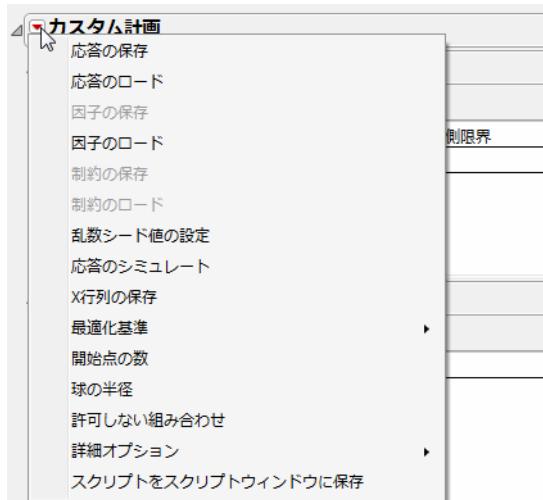 カスタム計画
応答の保存
応答のロード
因子の保存
因子のロード
側限界
制約の保存
制約のロード
乱数シード値の設定
応答のシミュレート
X行列の保存
最適化基準
開始点の数
球の半径
許可しない組み合わせ
詳細オプション
スクリプトをスクリプトウィンドウに保存